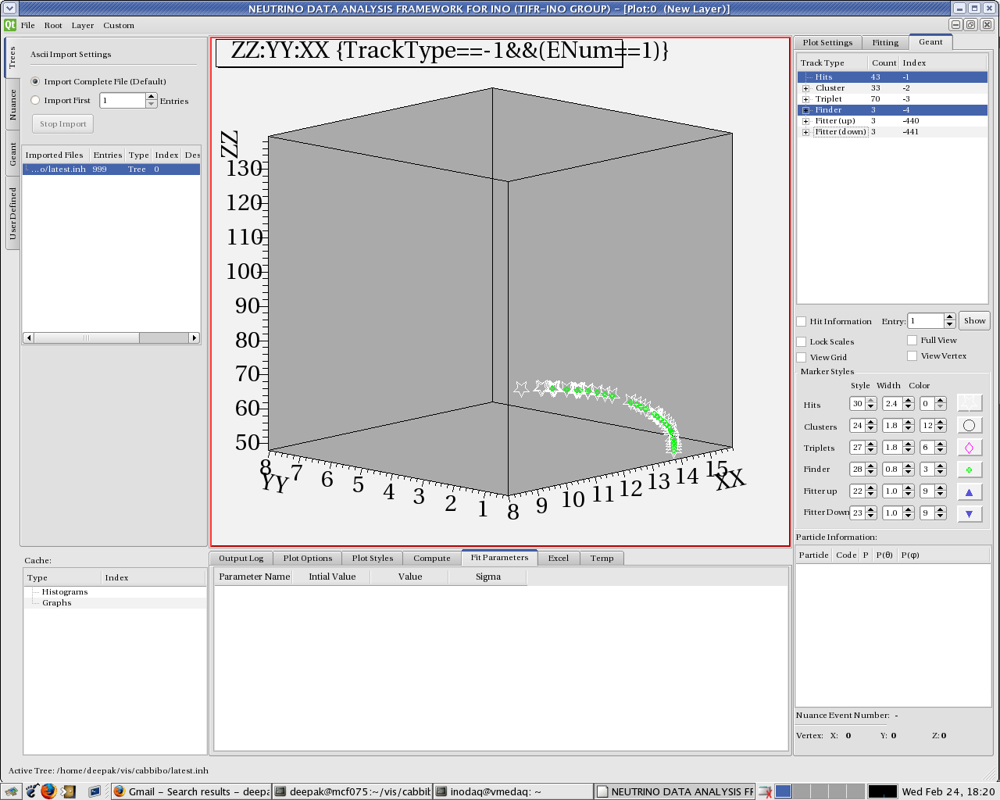 NEUTRINO DATA ANALYSIS FRAMEWORK FOR INO (TIFR-INO GROUP) - [Plot:0 (New Layer)]
Qt File Root Layer Custom
Trees
Nuance
Geant
User Defined
Ascii Import Settings
Import Complete File (Default)
Import First 1 Entries
Stop Import
Imported Files Entries Type Index Des
...o/latest.inh 999 Tree 0
Cache:
Type Index
Histograms
Graphs
ZZ:YY:XX {TrackType==-1&&(ENum==1)}
ZZ
130
120
110
100
90
80
70
60
50
8 7 6 5 4 3 2 1
YY
8 9 10 11 12 13 14 15
XX
Output Log Plot Options Plot Styles Compute Fit Parameters Excel Temp
Parameter Name Intial Value Value Sigma
Plot Settings Fitting Geant
Track Type Count Index
Hits 43 -1
Cluster 33 -2
Triplet 70 -3
Finder 3 -4
Fitter (up) 3 -440
Fitter (down) 3 -441
Hit Information Entry: 1 Show
Lock Scales Full View
View Grid View Vertex
Marker Styles
Style Width Color
Hits 30 2.4 0
Clusters 24 1.8 12
Triplets 27 1.8 6
Finder 28 0.8 3
Fitter up 22 1.0 9
Fitter Down 23 1.0 9
Particle Information:
Particle Code P P(θ) P(φ)
Nuance Event Number: -
Vertex: X: 0 Y: 0 Z: 0
Active Tree: /home/deepak/vis/cabbibo/latest.inh
Gmail - Search results - deepa
deepak@mcf075:~/vis/cabbib
inodaq@vmedaq: ~
NEUTRINO DATA ANALYSIS FR
Wed Feb 24, 18:20